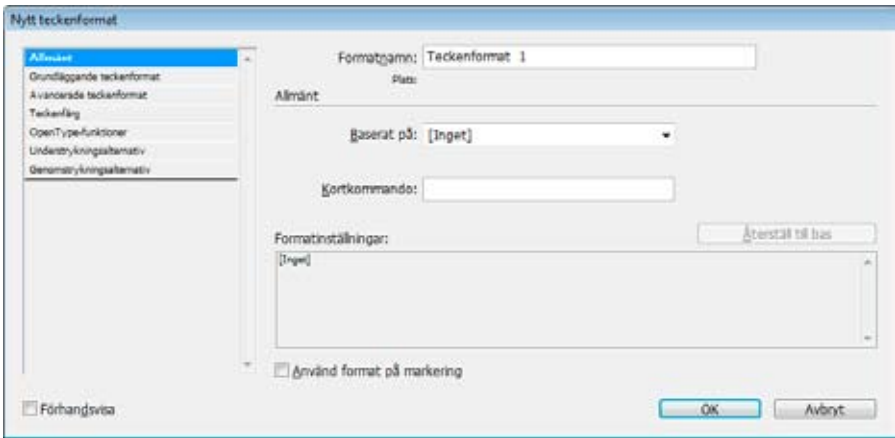 Nytt teckenformat
Allmänt
Grundläggande teckenformat
Avancerade teckenformat
Teckenfärg
OpenType-funktioner
Understrykningsalternativ
Genomstrykningsalternativ
Formatnamn: Teckenformat 1
Plats:
Allmänt
Baserat på: [Inget]
Kortkommando:
Formatinställningar:
Återställ till bas
[Inget]
Använd format på markering
Förhandsvisa
OK
Avbryt